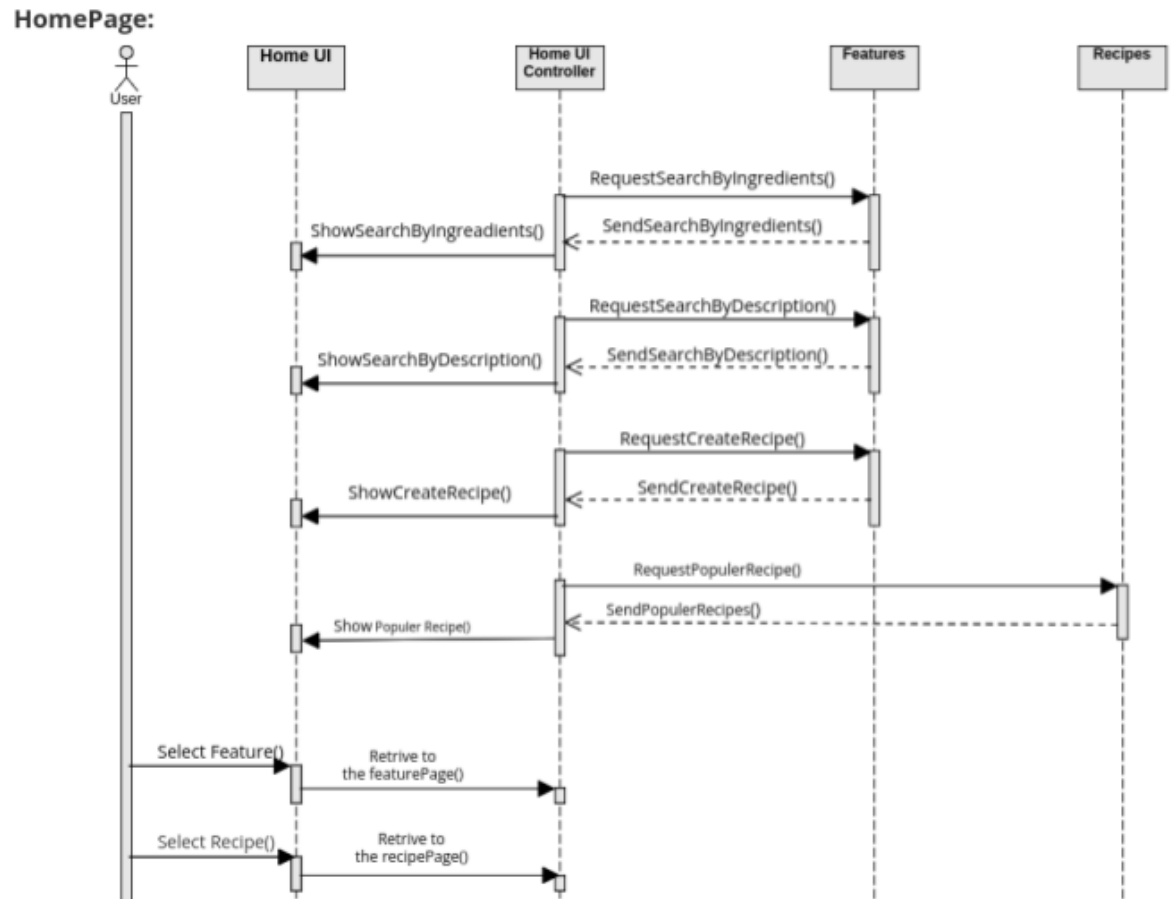 HomePage:
User
Home UI
Home UI
Controller
Features
Recipes
RequestSearchByIngredients()
SendSearchByIngredients()
ShowSearchByIngreadients()
RequestSearchByDescription()
SendSearchByDescription()
ShowSearchByDescription()
RequestCreateRecipe()
SendCreateRecipe()
ShowCreateRecipe()
RequestPopulerRecipe()
SendPopulerRecipes()
Show Populer Recipe()
Select Feature()
Retrive to
the featurePage()
Select Recipe()
Retrive to
the recipePage()